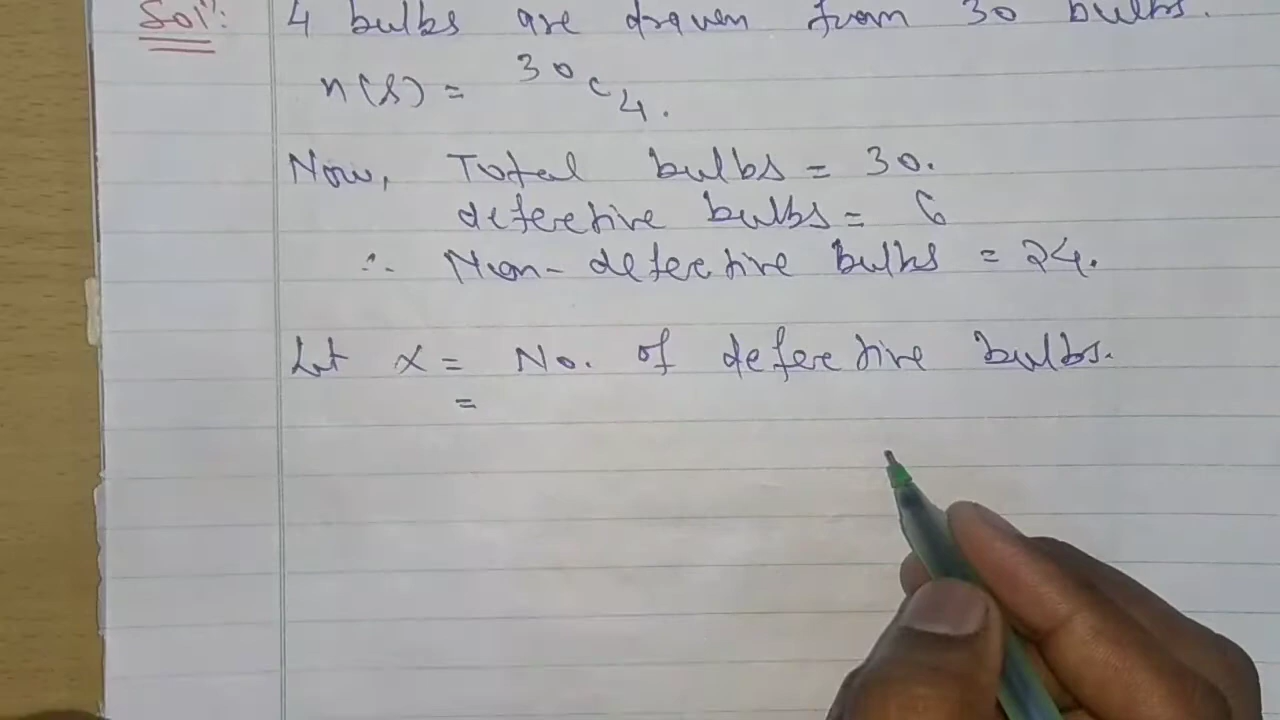 Solⁿ: 4 bulbs are drawn from 30 bulbs.
n(S) = ³⁰C₄.
Now, Total bulbs = 30.
defective bulbs = 6
∴ Non-defective bulbs = 24.
Let X = No. of defective bulbs.
=